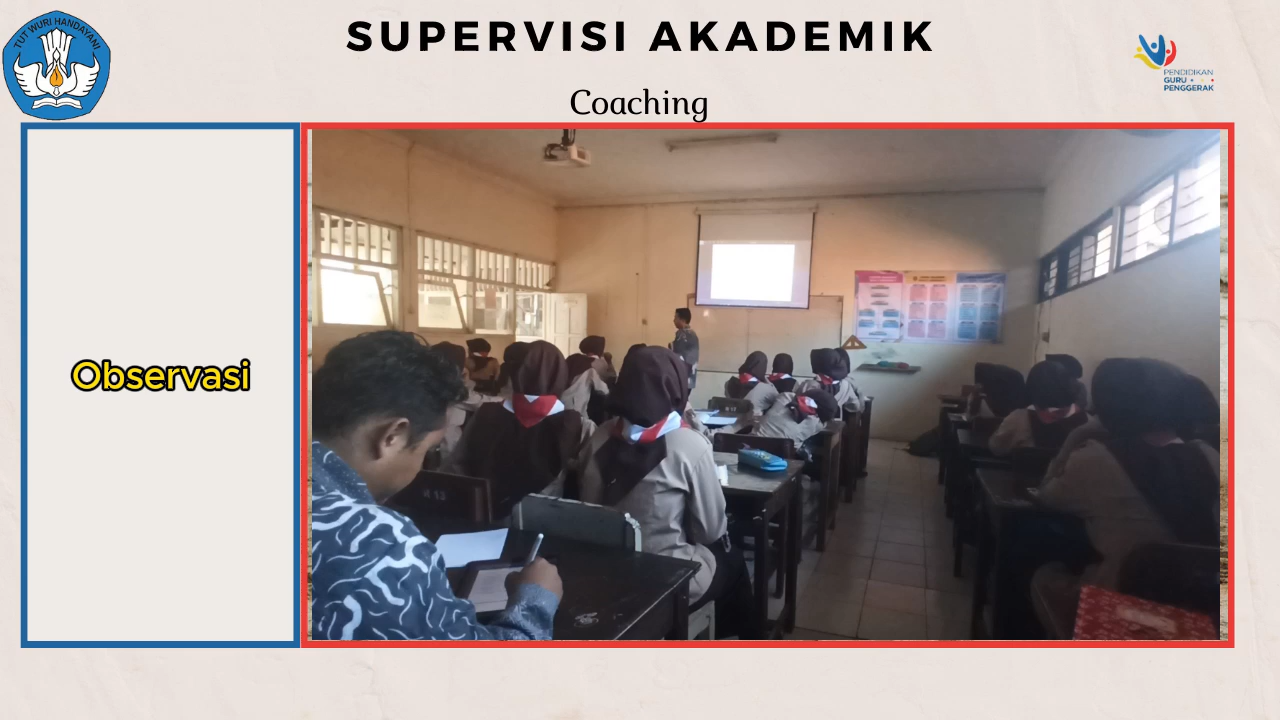 TUT WURI HANDAYANI
SUPERVISI AKADEMIK
PENDIDIKAN
GURU
PENGGERAK
Coaching
Observasi